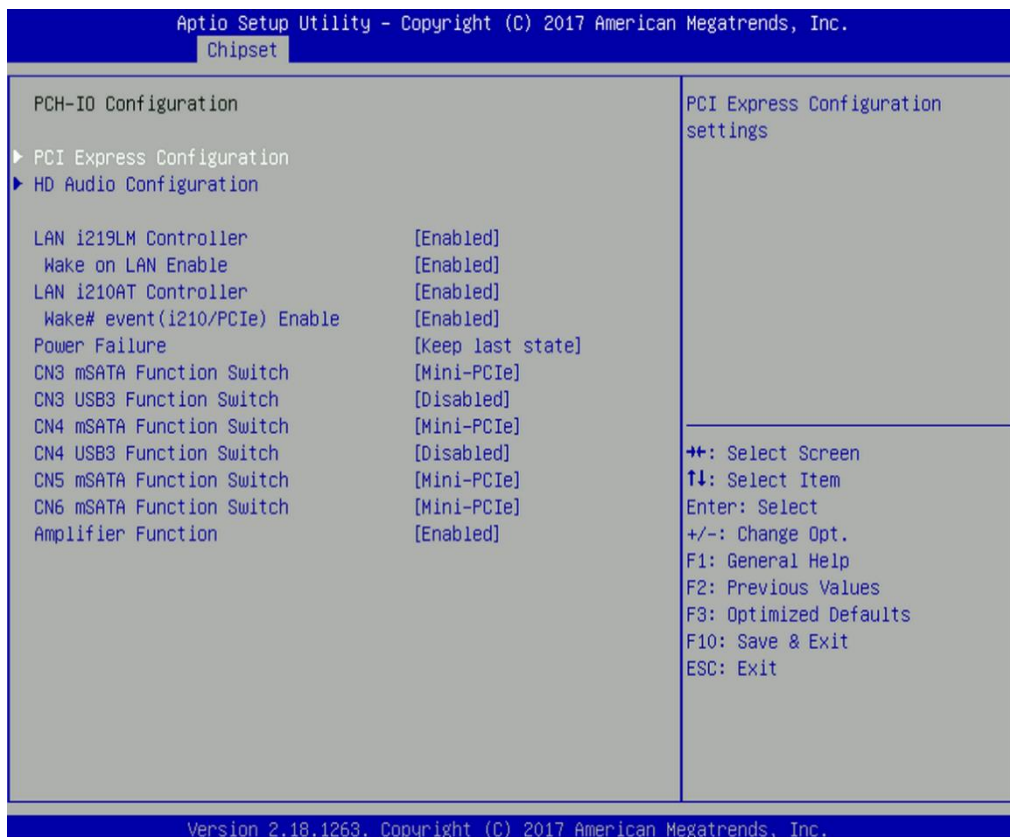 Aptio Setup Utility – Copyright (C) 2017 American Megatrends, Inc.
Chipset
PCH-IO Configuration
▶ PCI Express Configuration
▶ HD Audio Configuration
LAN i219LM Controller [Enabled]
Wake on LAN Enable [Enabled]
LAN i210AT Controller [Enabled]
Wake# event(i210/PCIe) Enable [Enabled]
Power Failure [Keep last state]
CN3 mSATA Function Switch [Mini-PCIe]
CN3 USB3 Function Switch [Disabled]
CN4 mSATA Function Switch [Mini-PCIe]
CN4 USB3 Function Switch [Disabled]
CN5 mSATA Function Switch [Mini-PCIe]
CN6 mSATA Function Switch [Mini-PCIe]
Amplifier Function [Enabled]
PCI Express Configuration
settings
→←: Select Screen
↑↓: Select Item
Enter: Select
+/-: Change Opt.
F1: General Help
F2: Previous Values
F3: Optimized Defaults
F10: Save & Exit
ESC: Exit
Version 2.18.1263. Copyright (C) 2017 American Megatrends, Inc.